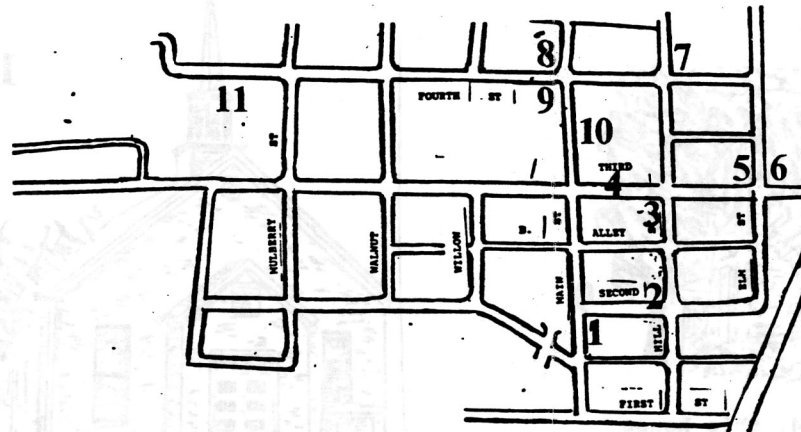 8
7
11
FOURTH ST
9
10
ST
THIRD
4
5
6
3
B.
ST
ALLEY
ST
MULBERRY
WALNUT
WILLOW
MAIN
SECOND
2
ELM
1
MILL
FIRST ST